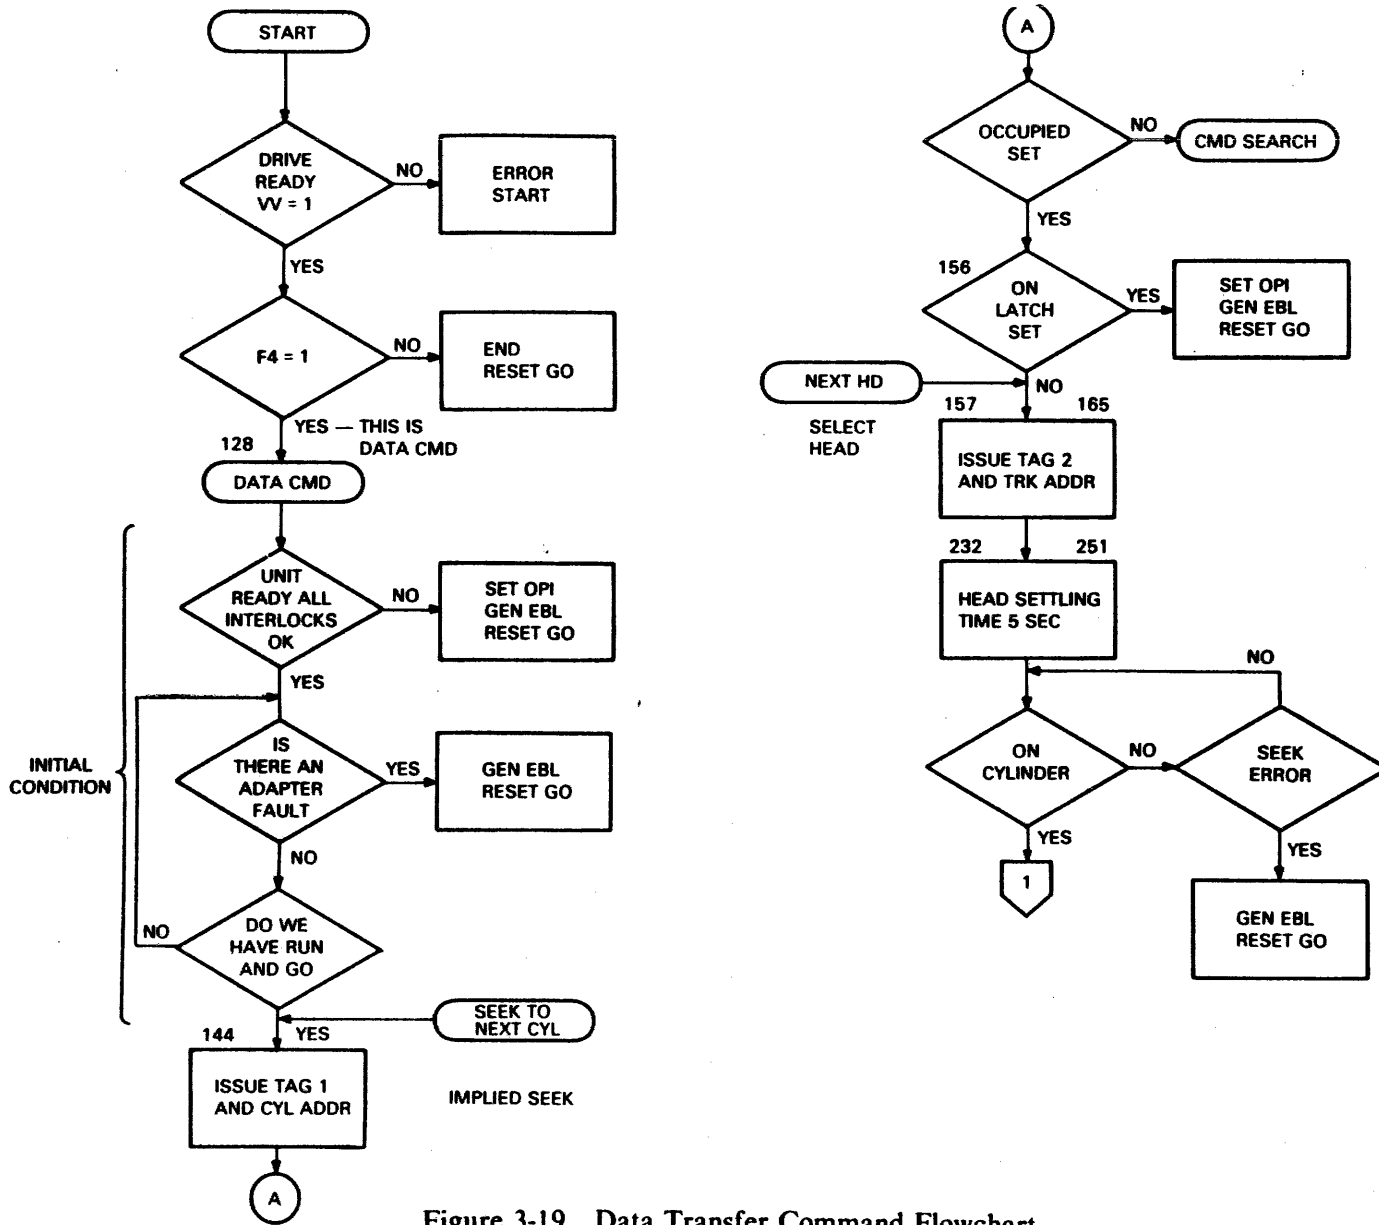 START
DRIVE
READY
VV = 1
NO
ERROR
START
YES
F4 = 1
NO
END
RESET GO
YES — THIS IS
DATA CMD
128
DATA CMD
UNIT
READY ALL
INTERLOCKS
OK
NO
SET OPI
GEN EBL
RESET GO
YES
IS
THERE AN
ADAPTER
FAULT
YES
GEN EBL
RESET GO
INITIAL
CONDITION
NO
DO WE
HAVE RUN
AND GO
NO
SEEK TO
NEXT CYL
144
YES
ISSUE TAG 1
AND CYL ADDR
IMPLIED SEEK
A
A
OCCUPIED
SET
NO
CMD SEARCH
YES
156
ON
LATCH
SET
YES
SET OPI
GEN EBL
RESET GO
NEXT HD
NO
SELECT
HEAD
157
165
ISSUE TAG 2
AND TRK ADDR
232
251
HEAD SETTLING
TIME 5 SEC
NO
ON
CYLINDER
NO
SEEK
ERROR
YES
1
YES
GEN EBL
RESET GO
Figure 3-19 Data Transfer Command Flowchart